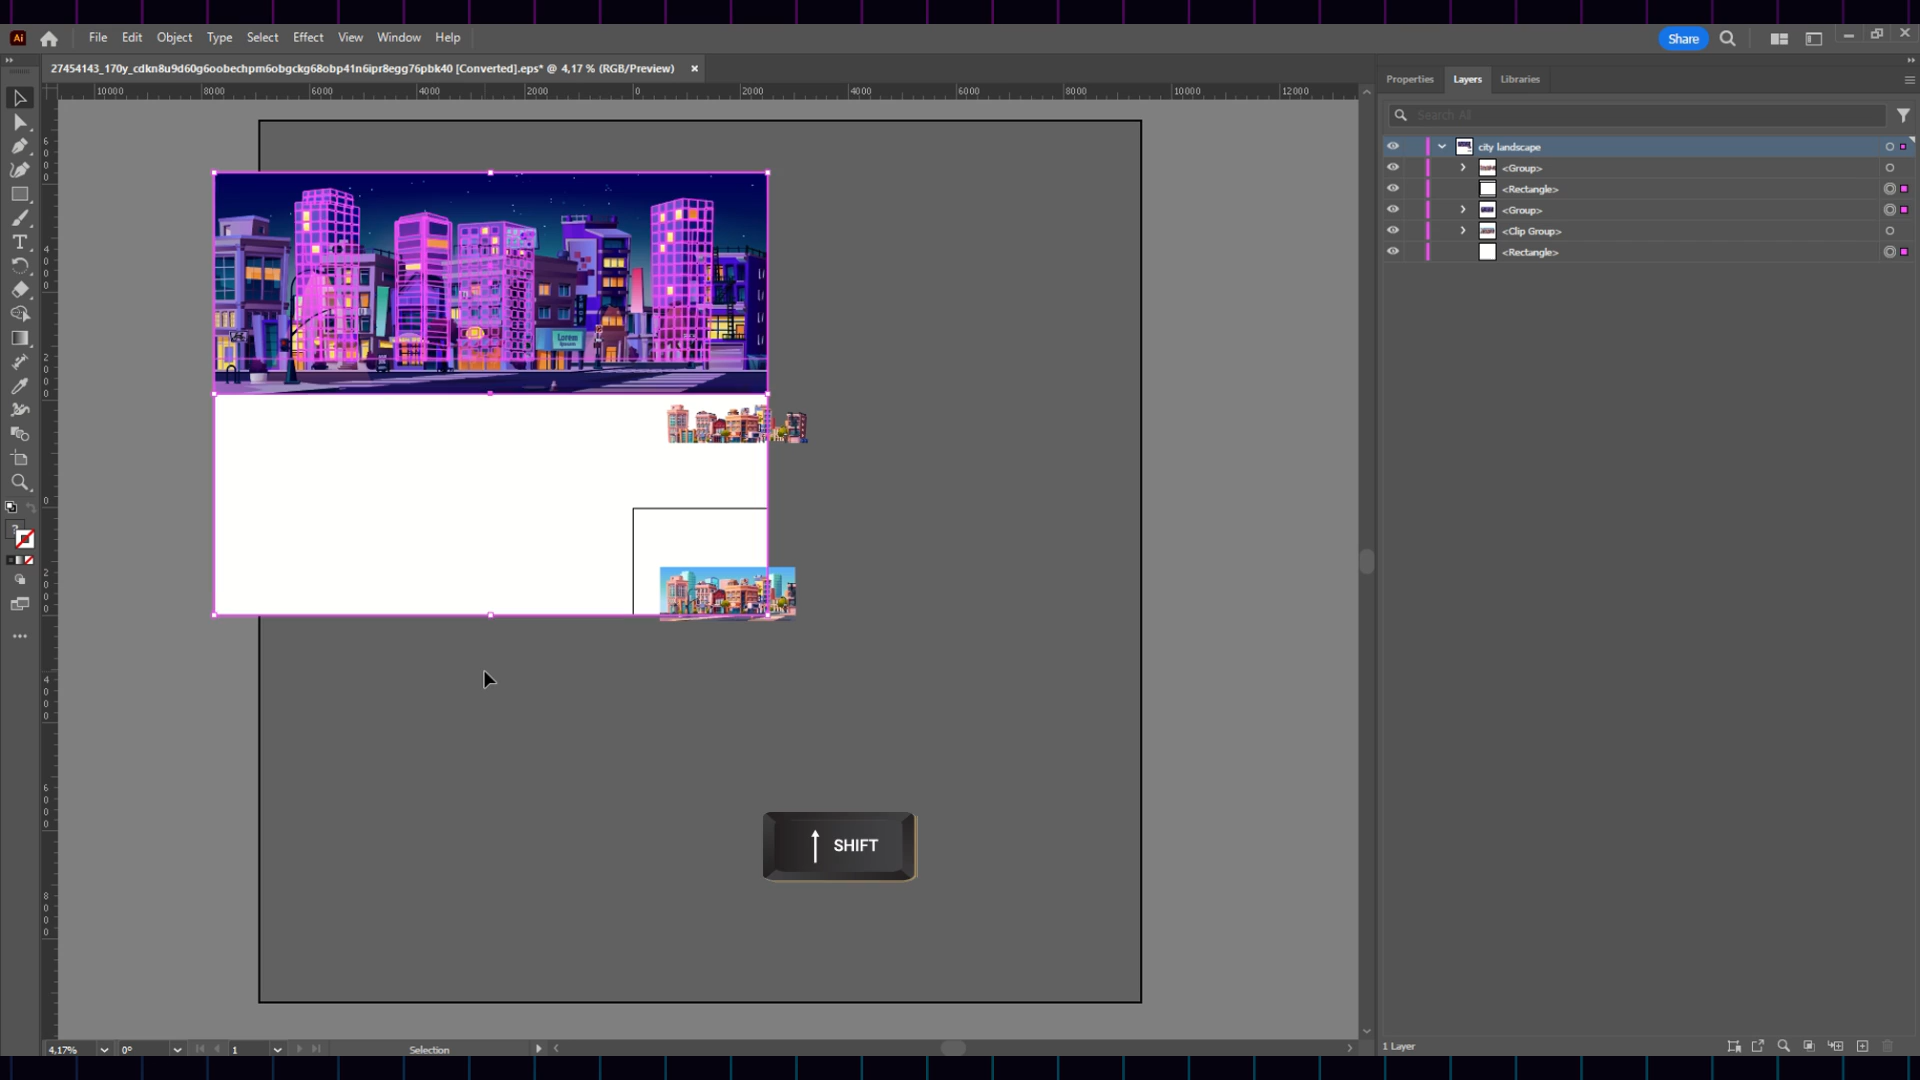 Ai File Edit Object Type Select Effect View Window Help Share
27454143_170y_cdkn8u9d60g6oobechpm6obgckg68obp41n6ipr8egg76pbk40 [Converted].eps* @ 4,17 % (RGB/Preview)
10000 8000 6000 4000 2000 0 2000 4000 6000 8000 10000 12000
Properties Layers Libraries
Search All
city landscape
<Group>
<Rectangle>
<Group>
<Clip Group>
<Rectangle>
Lorem
SHIFT
4,17% 0° 1 Selection
1 Layer